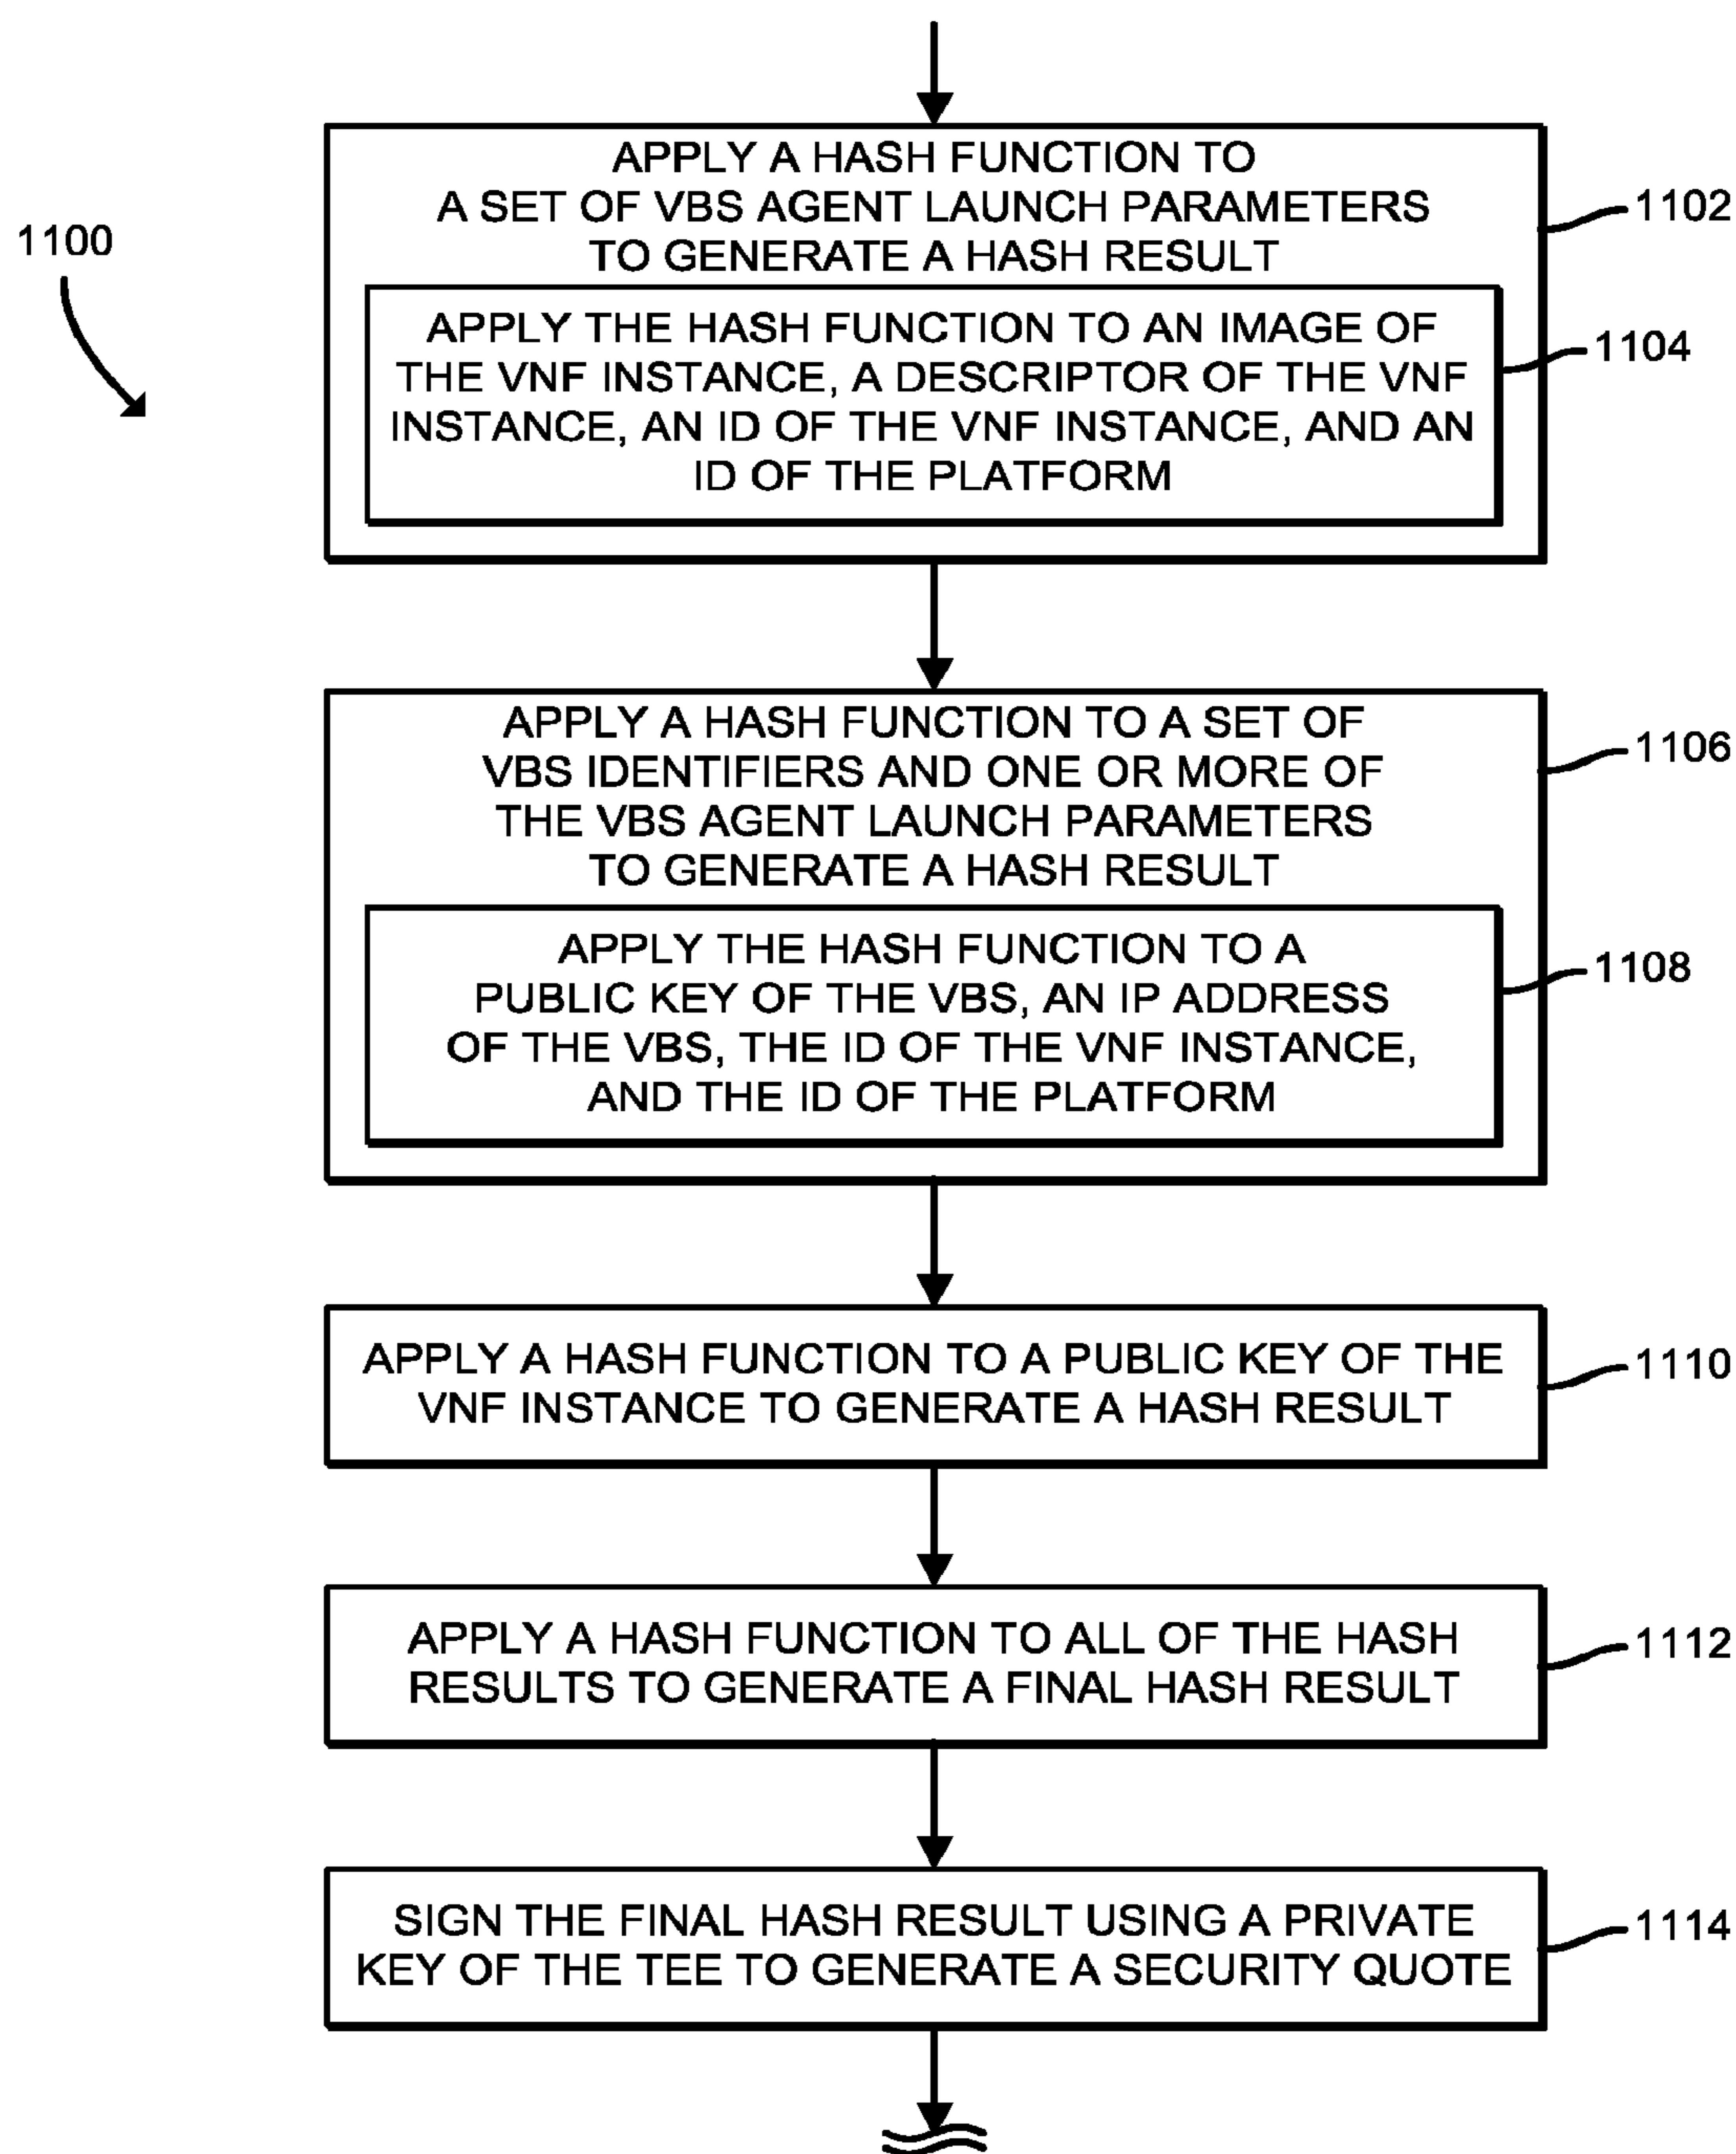 1100
APPLY A HASH FUNCTION TO
A SET OF VBS AGENT LAUNCH PARAMETERS
TO GENERATE A HASH RESULT
1102
APPLY THE HASH FUNCTION TO AN IMAGE OF
THE VNF INSTANCE, A DESCRIPTOR OF THE VNF
INSTANCE, AN ID OF THE VNF INSTANCE, AND AN
ID OF THE PLATFORM
1104
APPLY A HASH FUNCTION TO A SET OF
VBS IDENTIFIERS AND ONE OR MORE OF
THE VBS AGENT LAUNCH PARAMETERS
TO GENERATE A HASH RESULT
1106
APPLY THE HASH FUNCTION TO A
PUBLIC KEY OF THE VBS, AN IP ADDRESS
OF THE VBS, THE ID OF THE VNF INSTANCE,
AND THE ID OF THE PLATFORM
1108
APPLY A HASH FUNCTION TO A PUBLIC KEY OF THE
VNF INSTANCE TO GENERATE A HASH RESULT
1110
APPLY A HASH FUNCTION TO ALL OF THE HASH
RESULTS TO GENERATE A FINAL HASH RESULT
1112
SIGN THE FINAL HASH RESULT USING A PRIVATE
KEY OF THE TEE TO GENERATE A SECURITY QUOTE
1114